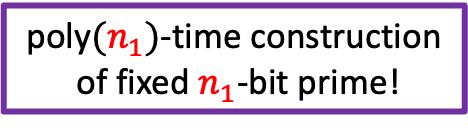 poly(n₁)-time construction
of fixed n₁-bit prime!